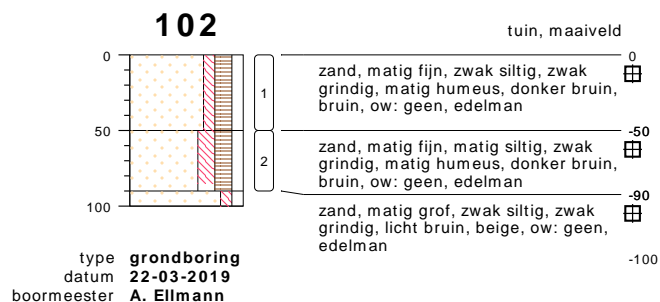 102
tuin, maaiveld
0
0
zand, matig fijn, zwak siltig, zwak
grindig, matig humeus, donker bruin,
bruin, ow: geen, edelman
1
50
-50
zand, matig fijn, matig siltig, zwak
grindig, matig humeus, donker bruin,
bruin, ow: geen, edelman
2
-90
zand, matig grof, zwak siltig, zwak
grindig, licht bruin, beige, ow: geen,
edelman
100
-100
type grondboring
datum 22-03-2019
boormeester A. Ellmann